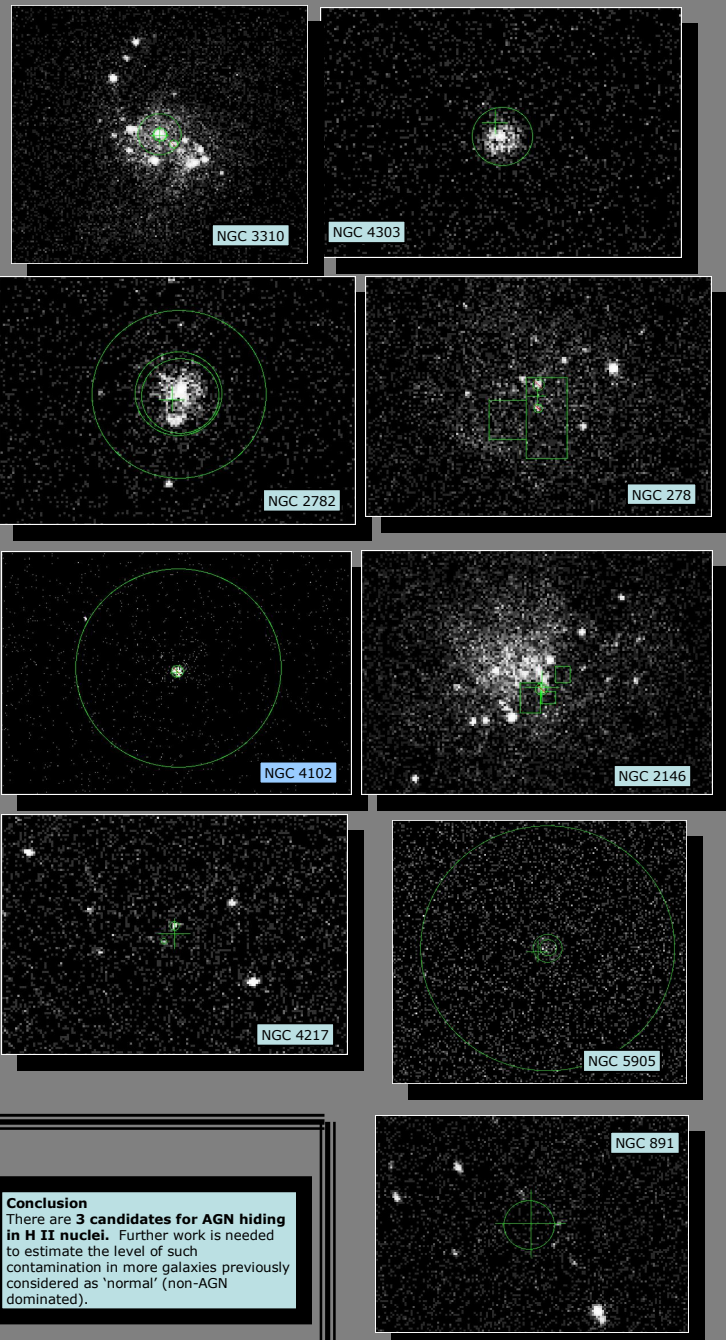 NGC 3310
NGC 4303
NGC 2782
NGC 278
NGC 4102
NGC 2146
NGC 4217
NGC 5905
NGC 891
Conclusion
There are 3 candidates for AGN hiding
in H II nuclei. Further work is needed
to estimate the level of such
contamination in more galaxies previously
considered as ‘normal’ (non-AGN
dominated).